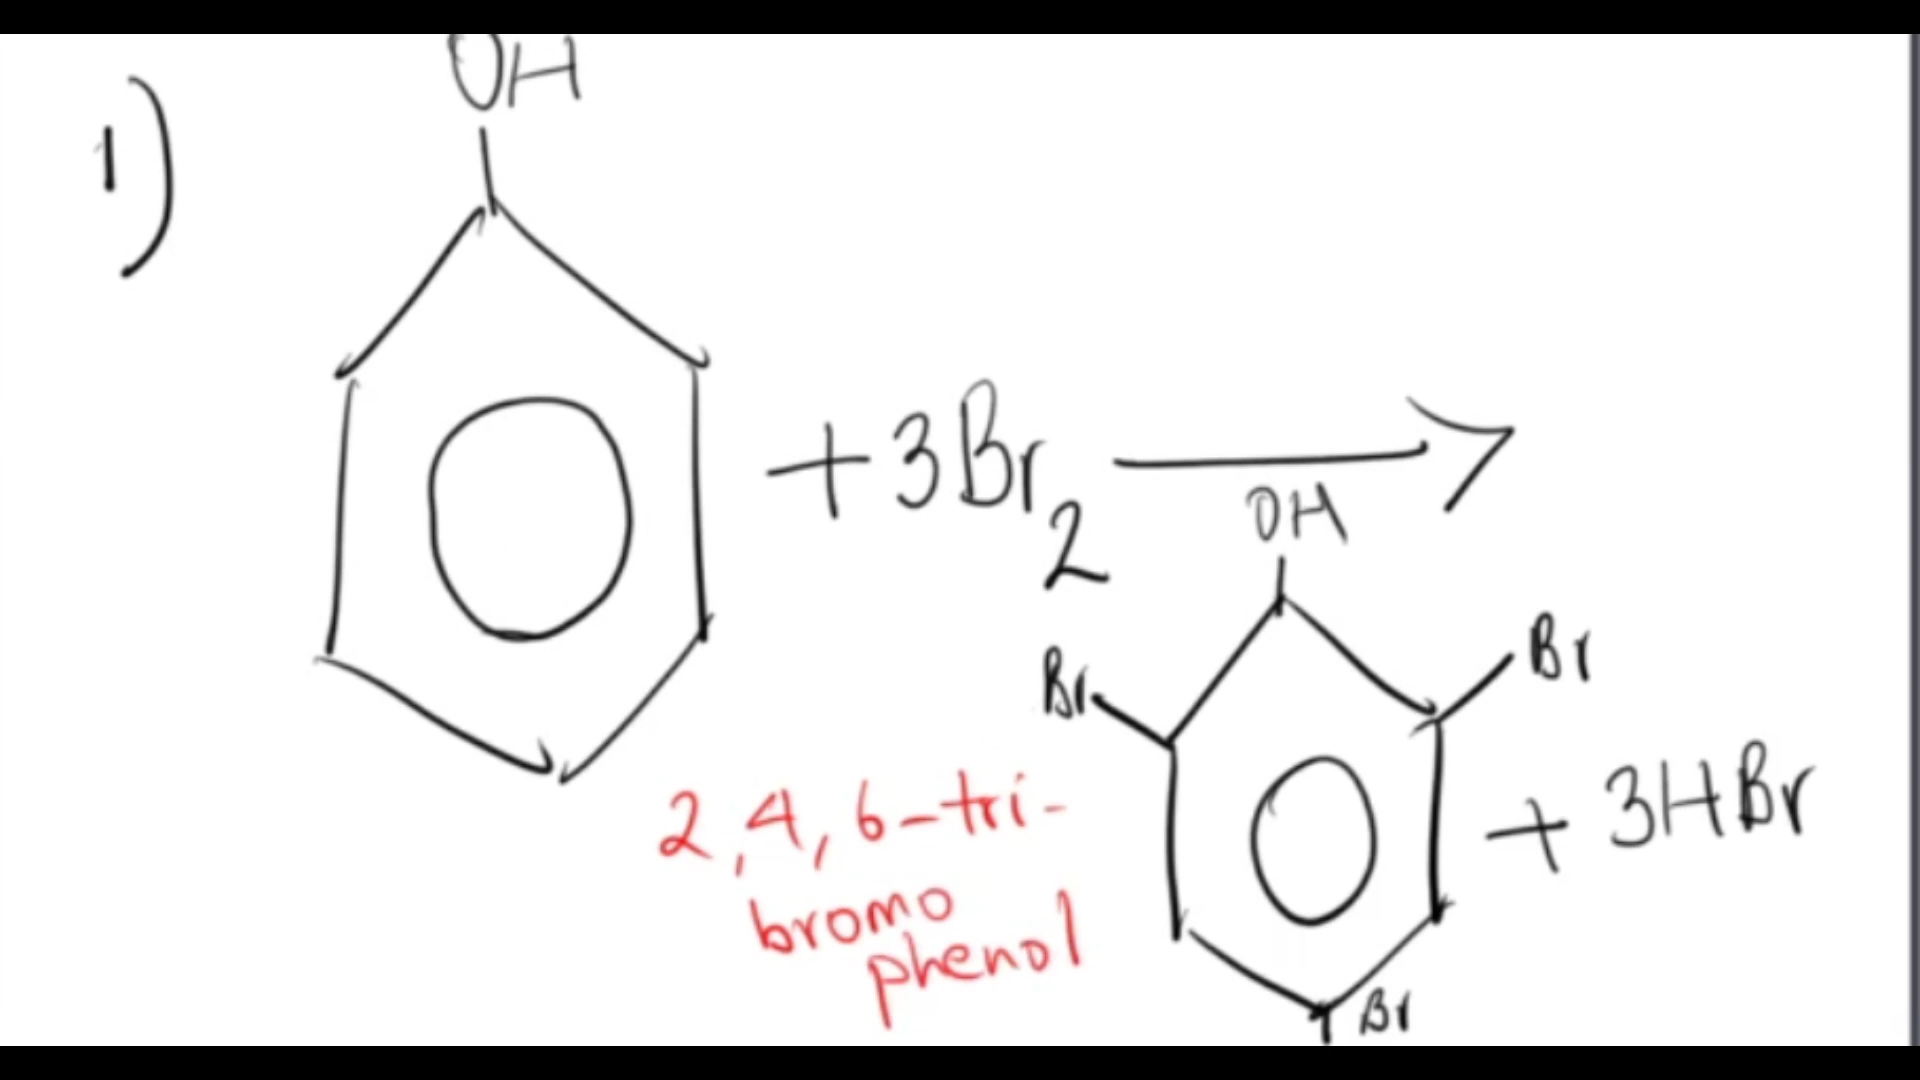 1)
OH
+3Br2
OH
Br
Br
+ 3HBr
Br
2,4,6-tri-
bromo
phenol